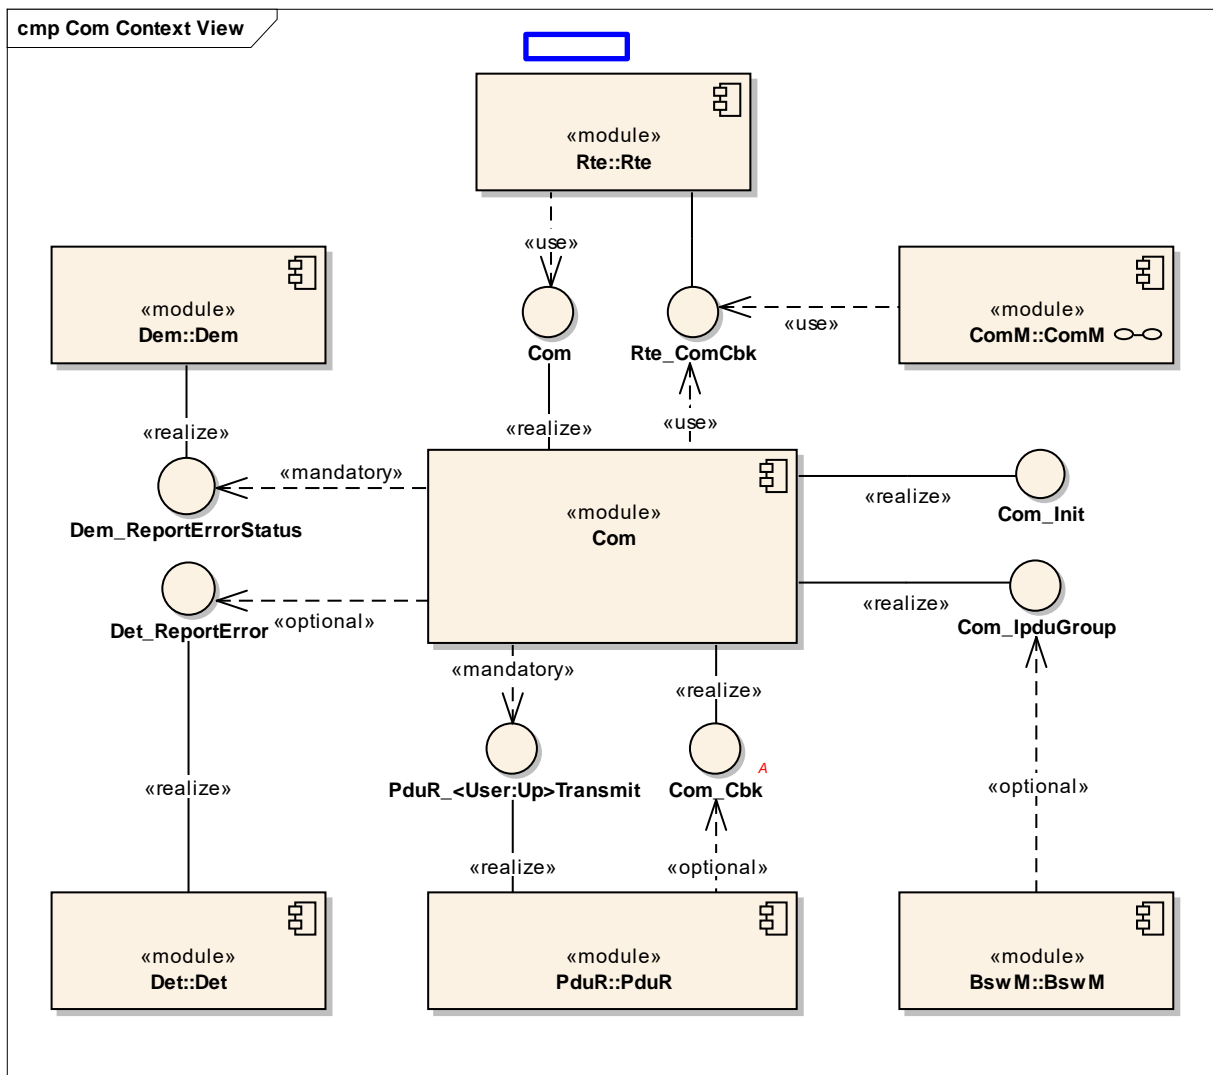 cmp Com Context View
«module»
Rte::Rte
«use»
«module»
Dem::Dem
«module»
ComM::ComM
«use»
Com
Rte_ComCbk
«realize»
«realize»
«use»
«mandatory»
«module»
Com
«realize»
Com_Init
Dem_ReportErrorStatus
«optional»
«realize»
Det_ReportError
Com_IpduGroup
«mandatory»
«realize»
A
PduR_<User:Up>Transmit
Com_Cbk
«realize»
«optional»
«realize»
«optional»
«module»
Det::Det
«module»
PduR::PduR
«module»
BswM::BswM